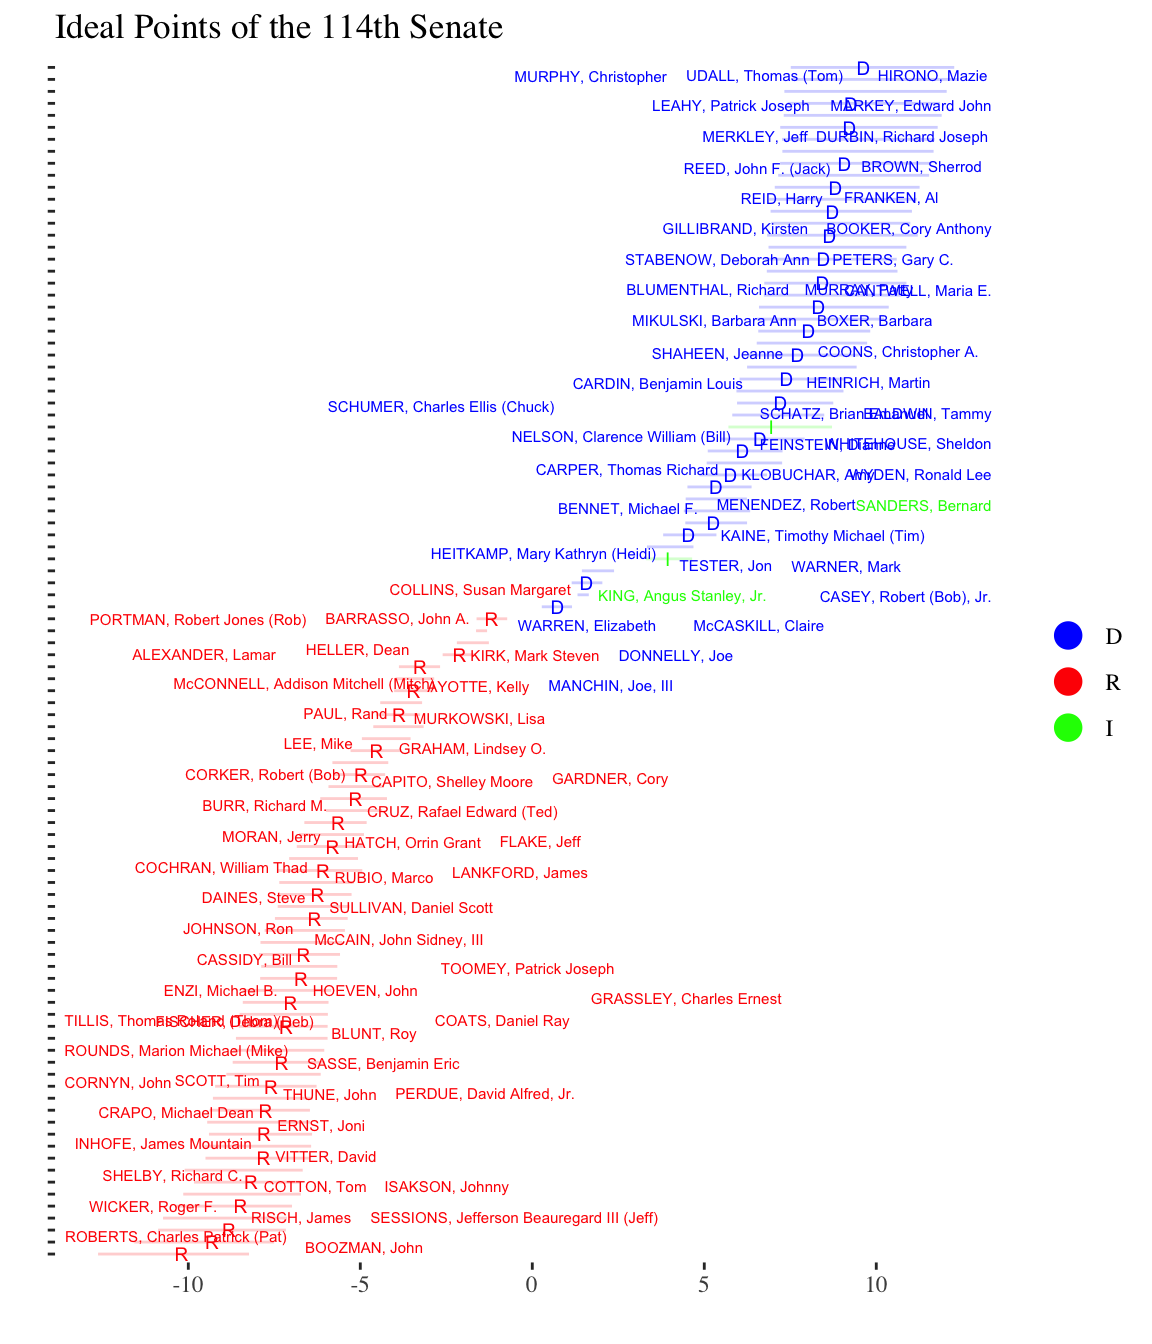 Ideal Points of the 114th Senate
D
MURPHY, Christopher UDALL, Thomas (Tom) HIRONO, Mazie
D
LEAHY, Patrick Joseph MARKEY, Edward John
D
MERKLEY, Jeff DURBIN, Richard Joseph
REED, John F. (Jack) D BROWN, Sherrod
D
REID, Harry FRANKEN, Al
D
GILLIBRAND, Kirsten BOOKER, Cory Anthony
D
STABENOW, Deborah Ann D PETERS, Gary C.
D
BLUMENTHAL, Richard MURRAY, Patty CANTWELL, Maria E.
D
MIKULSKI, Barbara Ann BOXER, Barbara
D
SHAHEEN, Jeanne D COONS, Christopher A.
D
CARDIN, Benjamin Louis HEINRICH, Martin
D
SCHUMER, Charles Ellis (Chuck)
SCHATZ, Brian Emanuel BALDWIN, Tammy
I
NELSON, Clarence William (Bill) D FEINSTEIN, Dianne WHITEHOUSE, Sheldon
D
CARPER, Thomas Richard D KLOBUCHAR, Amy WYDEN, Ronald Lee
D
BENNET, Michael F. MENENDEZ, Robert SANDERS, Bernard
D
D KAINE, Timothy Michael (Tim)
HEITKAMP, Mary Kathryn (Heidi) I TESTER, Jon WARNER, Mark
D
COLLINS, Susan Margaret KING, Angus Stanley, Jr. CASEY, Robert (Bob), Jr.
D
PORTMAN, Robert Jones (Rob) BARRASSO, John A. R WARREN, Elizabeth McCASKILL, Claire
ALEXANDER, Lamar HELLER, Dean R KIRK, Mark Steven DONNELLY, Joe
R
McCONNELL, Addison Mitchell (Mitch) R AYOTTE, Kelly MANCHIN, Joe, III
PAUL, Rand R MURKOWSKI, Lisa
LEE, Mike R GRAHAM, Lindsey O.
CORKER, Robert (Bob) R CAPITO, Shelley Moore GARDNER, Cory
R
BURR, Richard M. CRUZ, Rafael Edward (Ted)
R
MORAN, Jerry R HATCH, Orrin Grant FLAKE, Jeff
COCHRAN, William Thad R RUBIO, Marco LANKFORD, James
DAINES, Steve R SULLIVAN, Daniel Scott
R
JOHNSON, Ron McCAIN, John Sidney, III
CASSIDY, Bill R TOOMEY, Patrick Joseph
R
ENZI, Michael B. HOEVEN, John
R GRASSLEY, Charles Ernest
TILLIS, Thomas Roland (Thom) FISCHER, Debra (Deb) R BLUNT, Roy COATS, Daniel Ray
ROUNDS, Marion Michael (Mike) R SASSE, Benjamin Eric
CORNYN, John SCOTT, Tim R THUNE, John PERDUE, David Alfred, Jr.
CRAPO, Michael Dean R ERNST, Joni
R
INHOFE, James Mountain R VITTER, David
SHELBY, Richard C. R COTTON, Tom ISAKSON, Johnny
WICKER, Roger F. R RISCH, James SESSIONS, Jefferson Beauregard III (Jeff)
R
ROBERTS, Charles Patrick (Pat) R
R BOOZMAN, John
-10 -5 0 5 10
D
R
I